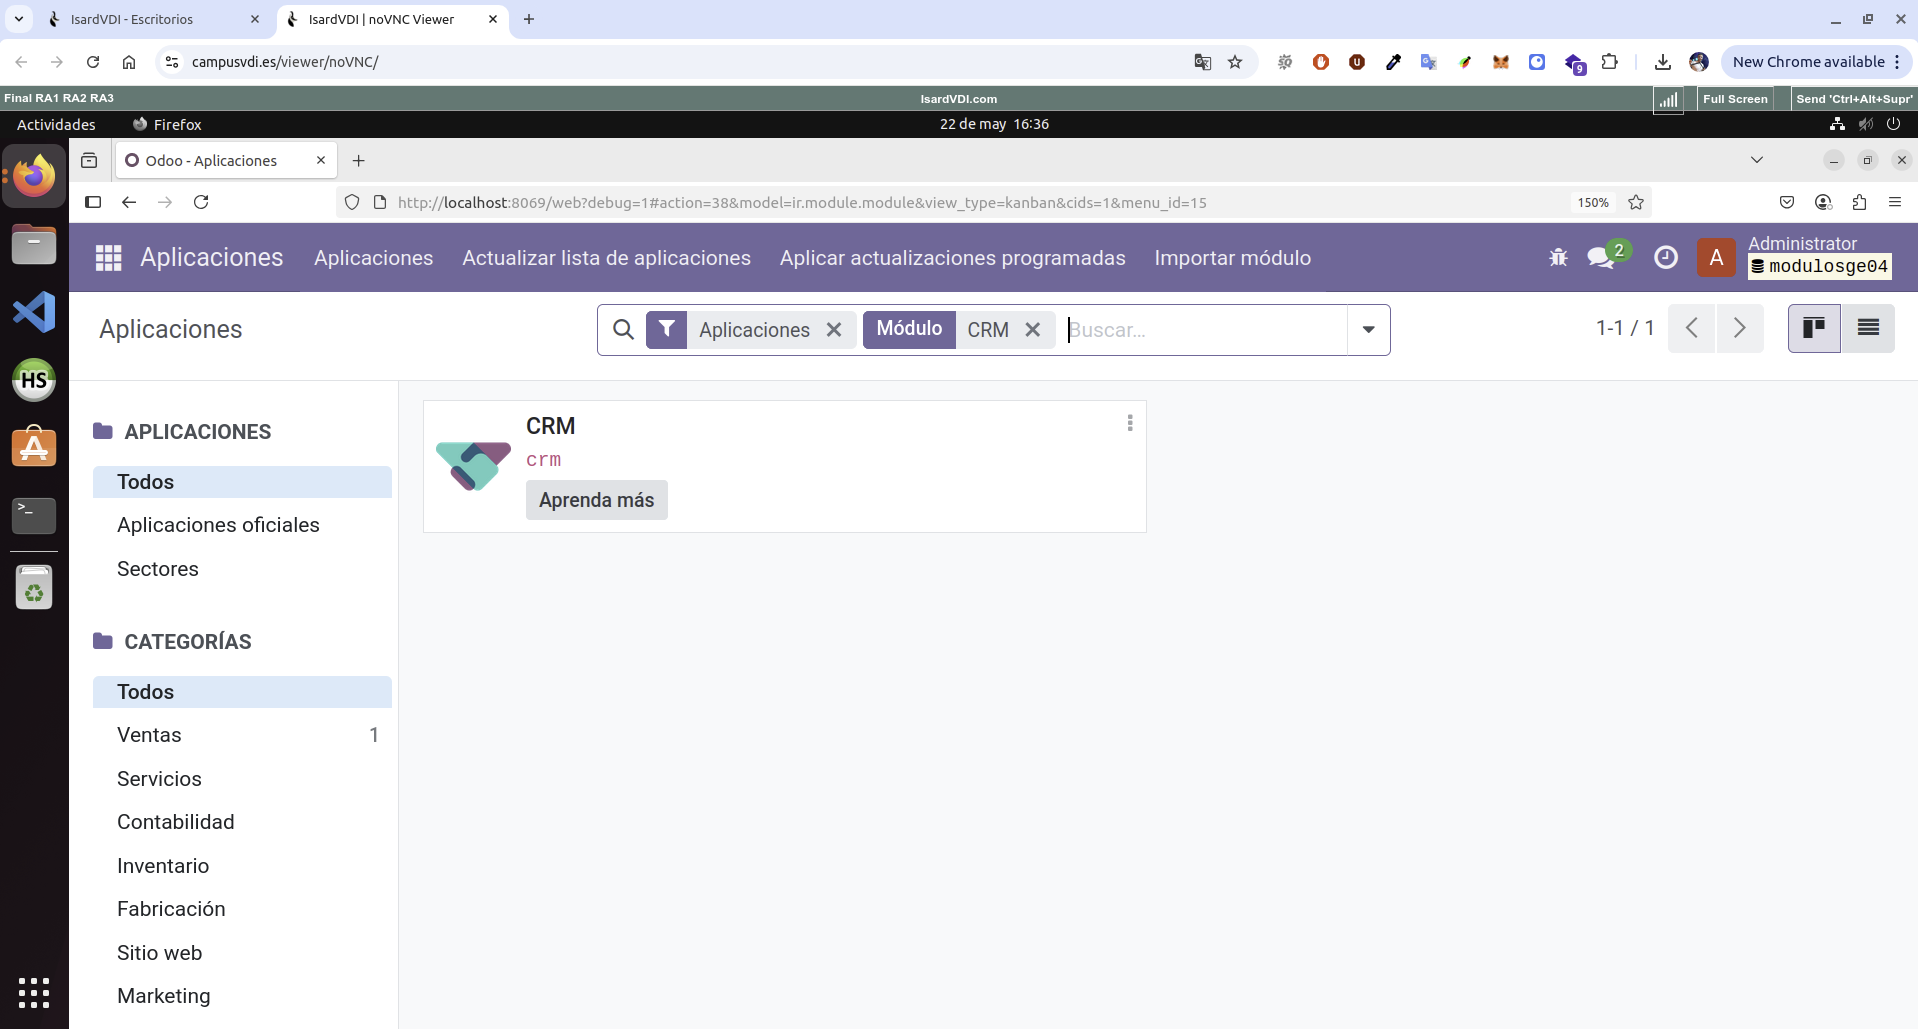 IsardVDI - Escritorios
IsardVDI | noVNC Viewer
campusvdi.es/viewer/noVNC/
9
New Chrome available
Final RA1 RA2 RA3
IsardVDI.com
Full Screen
Send 'Ctrl+Alt+Supr'
Actividades
Firefox
22 de may 16:36
Odoo - Aplicaciones
http://localhost:8069/web?debug=1#action=38&model=ir.module.module&view_type=kanban&cids=1&menu_id=15
150%
Aplicaciones
Aplicaciones
Actualizar lista de aplicaciones
Aplicar actualizaciones programadas
Importar módulo
2
A
Administrator
modulosge04
Aplicaciones
Aplicaciones
Módulo
CRM
Buscar...
1-1 / 1
HS
>_
APLICACIONES
Todos
Aplicaciones oficiales
Sectores
CATEGORÍAS
Todos
Ventas 1
Servicios
Contabilidad
Inventario
Fabricación
Sitio web
Marketing
CRM
crm
Aprenda más